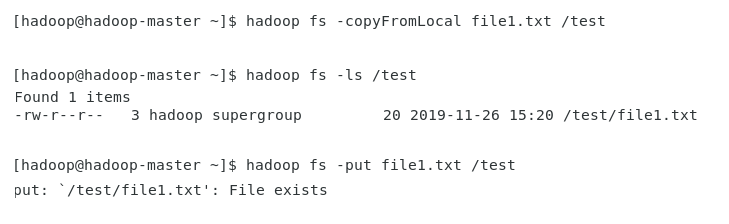 [hadoop@hadoop-master ~]$ hadoop fs -copyFromLocal file1.txt /test
[hadoop@hadoop-master ~]$ hadoop fs -ls /test
Found 1 items
-rw-r--r--   3 hadoop supergroup         20 2019-11-26 15:20 /test/file1.txt
[hadoop@hadoop-master ~]$ hadoop fs -put file1.txt /test
put: `/test/file1.txt': File exists